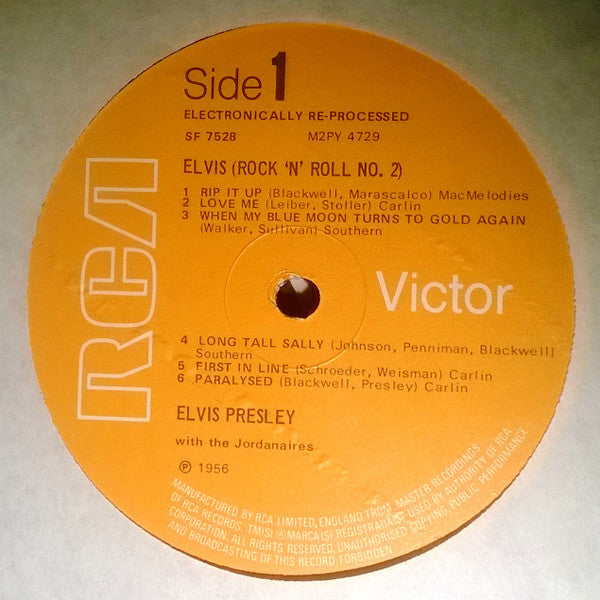 Side 1
ELECTRONICALLY RE-PROCESSED
SF 7528 M2PY 4729
ELVIS (ROCK 'N' ROLL NO. 2)
1 RIP IT UP (Blackwell, Marascalco) MacMelodies
2 LOVE ME (Leiber, Stoller) Carlin
3 WHEN MY BLUE MOON TURNS TO GOLD AGAIN
(Walker, Sullivan) Southern
RCA
Victor
4 LONG TALL SALLY (Johnson, Penniman, Blackwell)
Southern
5 FIRST IN LINE (Schroeder, Weisman) Carlin
6 PARALYSED (Blackwell, Presley) Carlin
ELVIS PRESLEY
with the Jordanaires
℗ 1956
MANUFACTURED BY RCA LIMITED, ENGLAND FROM MASTER RECORDINGS
OF RCA RECORDS. TM(S) ® MARCA(S) REGISTRADAS BY AUTHORITY OF RCA
CORPORATION. ALL RIGHTS RESERVED. UNAUTHORISED COPYING, PUBLIC PERFORMANCE
AND BROADCASTING OF THIS RECORD FORBIDDEN